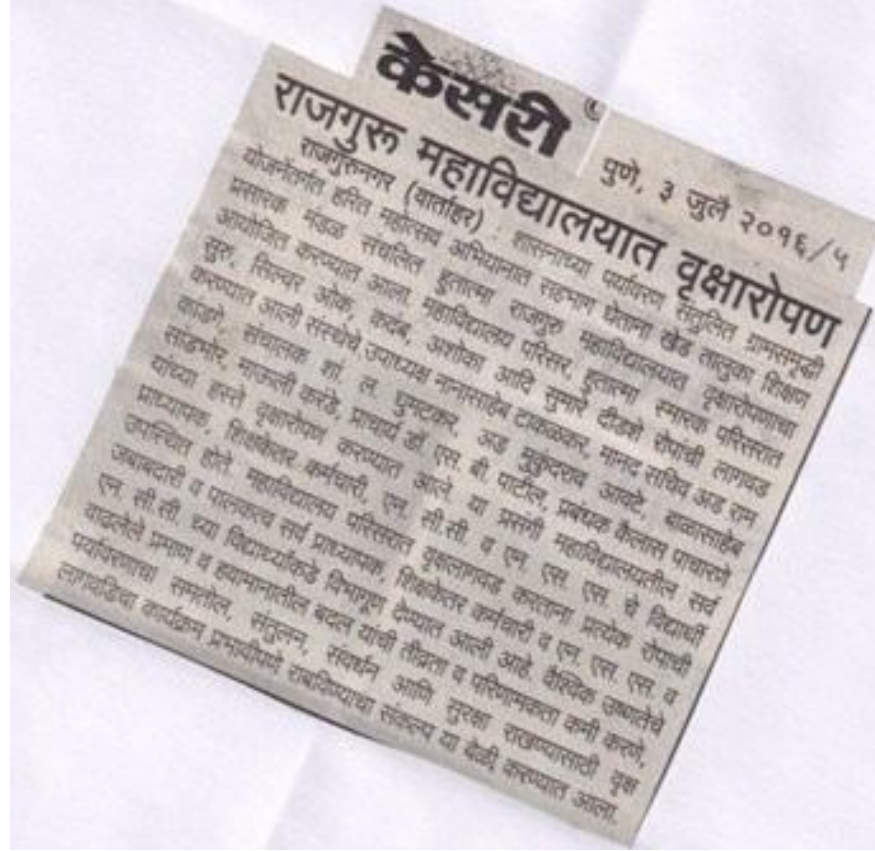 केसरी
पुणे, ३ जुलै २०१६/५
राजगुरू महाविद्यालयात वृक्षारोपण
राजगुरुनगर (वार्ताहर) : शासनाच्या पर्यावरण संतुलित ग्रामसमृद्धी
योजनेंतर्गत हरित महोत्सव अभियानात सहभाग घेताना खेड तालुका शिक्षण
प्रसारक मंडळ संचलित हुतात्मा राजगुरु महाविद्यालयात वृक्षारोपणाचा
आयोजित करण्यात आला. महाविद्यालय परिसर, हुतात्मा स्मारक परिसरात
सुरु, सिल्वर ओक, कदंब, अशोका आदि सुमारे दीडशे रोपांची लागवड
करण्यात आली संस्थेचे उपाध्यक्ष नानासाहेब टाकळकर, मानद सचिव अड राम
कांडगे, संचालक शां. ल. घुमटकर, अड मुकुंदराव आवटे, बाळासाहेब
सांडभोर, माऊली करंडे, प्राचार्य डॉ. एस. बी. पाटील, प्रबंधक कैलास पाचारणे
यांच्या हस्ते वृक्षारोपण करण्यात आले. या प्रसंगी महाविद्यालयातील सर्व
प्राध्यापक, शिक्षकेतर कर्मचारी, एन. सी.सी. व एन. एस. एस. चे विद्यार्थी
उपस्थित होते. महाविद्यालय परिसरात वृक्षलागवड करताना प्रत्येक रोपाची
जबाबदारी व पालकत्व सर्व प्राध्यापक, शिक्षकेतर कर्मचारी व एन. एस. एस. व
एन. सी.सी. च्या विद्यार्थ्यांकडे विभागून देण्यात आली आहे. वैश्विक उष्णतेचे
वाढलेले प्रमाण व हवामानातील बदल यांची तीव्रता व परिणामकता कमी करणे,
पर्यावरणाचा समतोल, संतुलन, संवर्धन आणि सुरक्षा राखण्यासाठी वृक्ष
लागवडिचा कार्यक्रम प्रभावीपणे राबविण्याचा संकल्प या वेळी करण्यात आला.